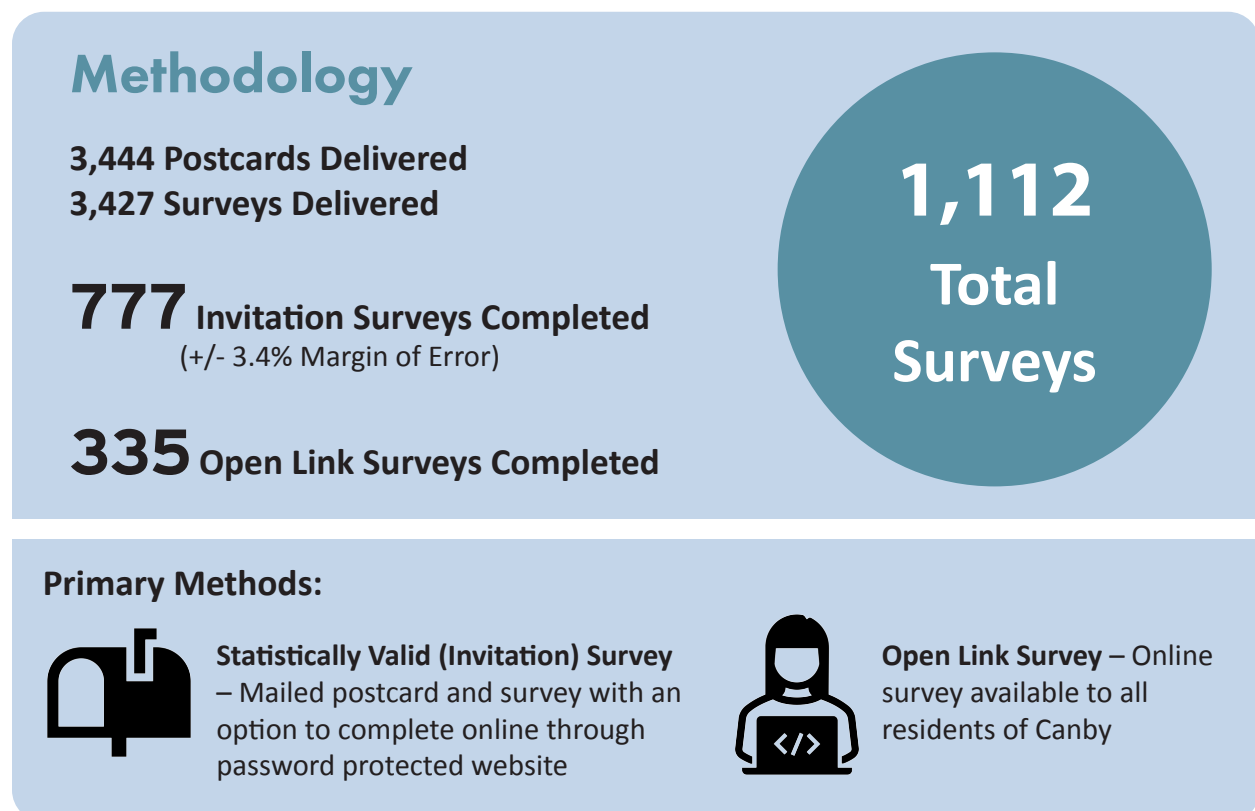 Methodology
3,444 Postcards Delivered
3,427 Surveys Delivered
777 Invitation Surveys Completed
(+/- 3.4% Margin of Error)
335 Open Link Surveys Completed
1,112
Total
Surveys
Primary Methods:
Statistically Valid (Invitation) Survey
– Mailed postcard and survey with an
option to complete online through
password protected website
</>
Open Link Survey – Online
survey available to all
residents of Canby